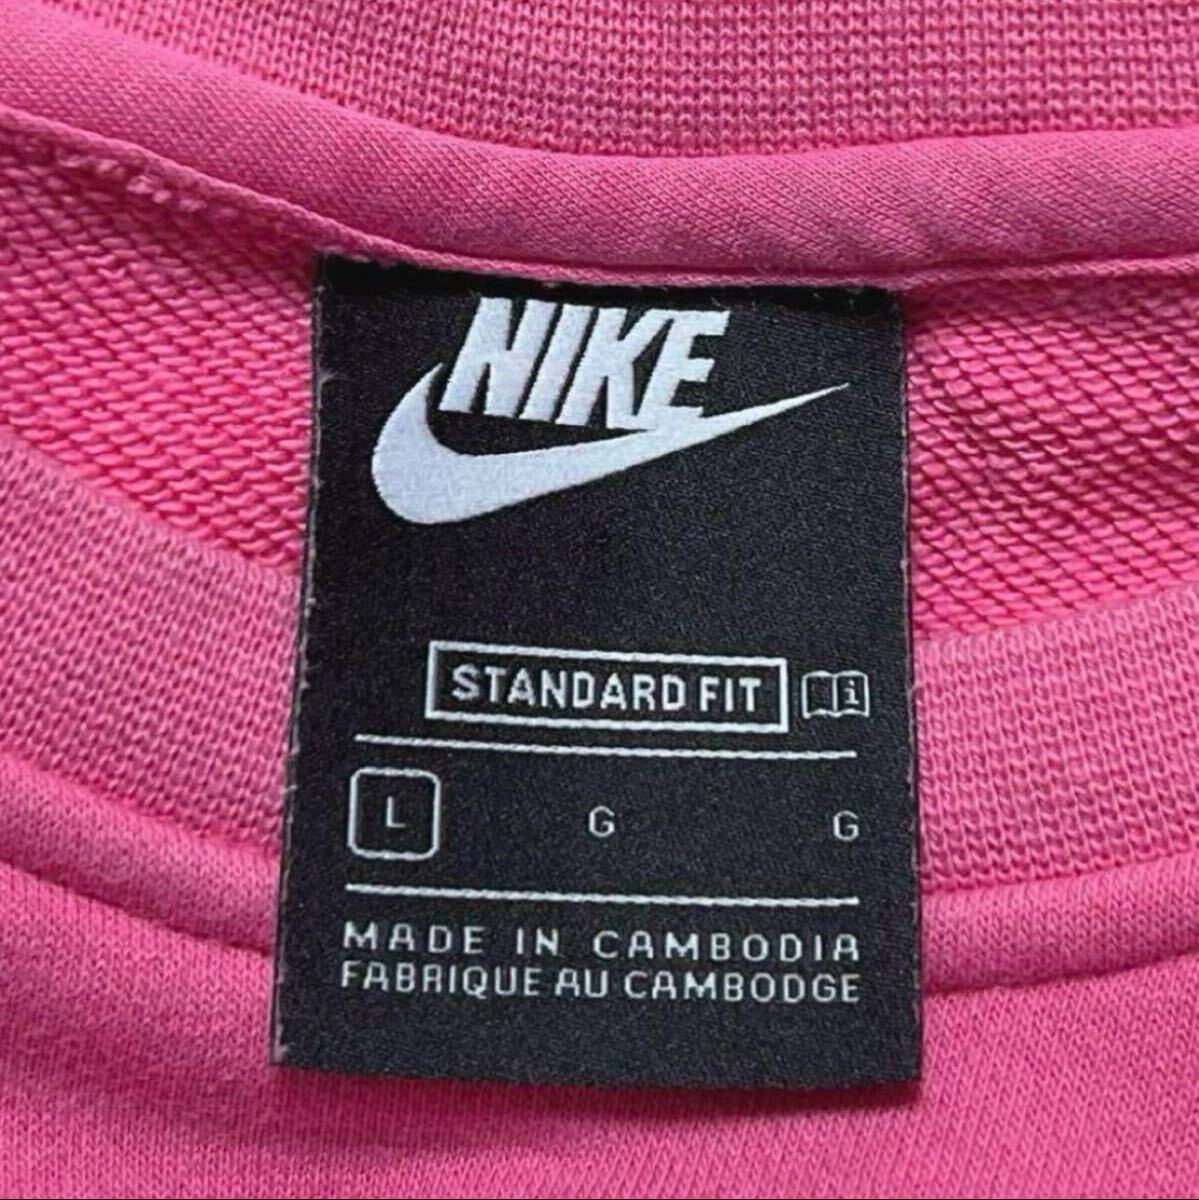 NIKE
STANDARD FIT i
L G G
MADE IN CAMBODIA
FABRIQUE AU CAMBODGE